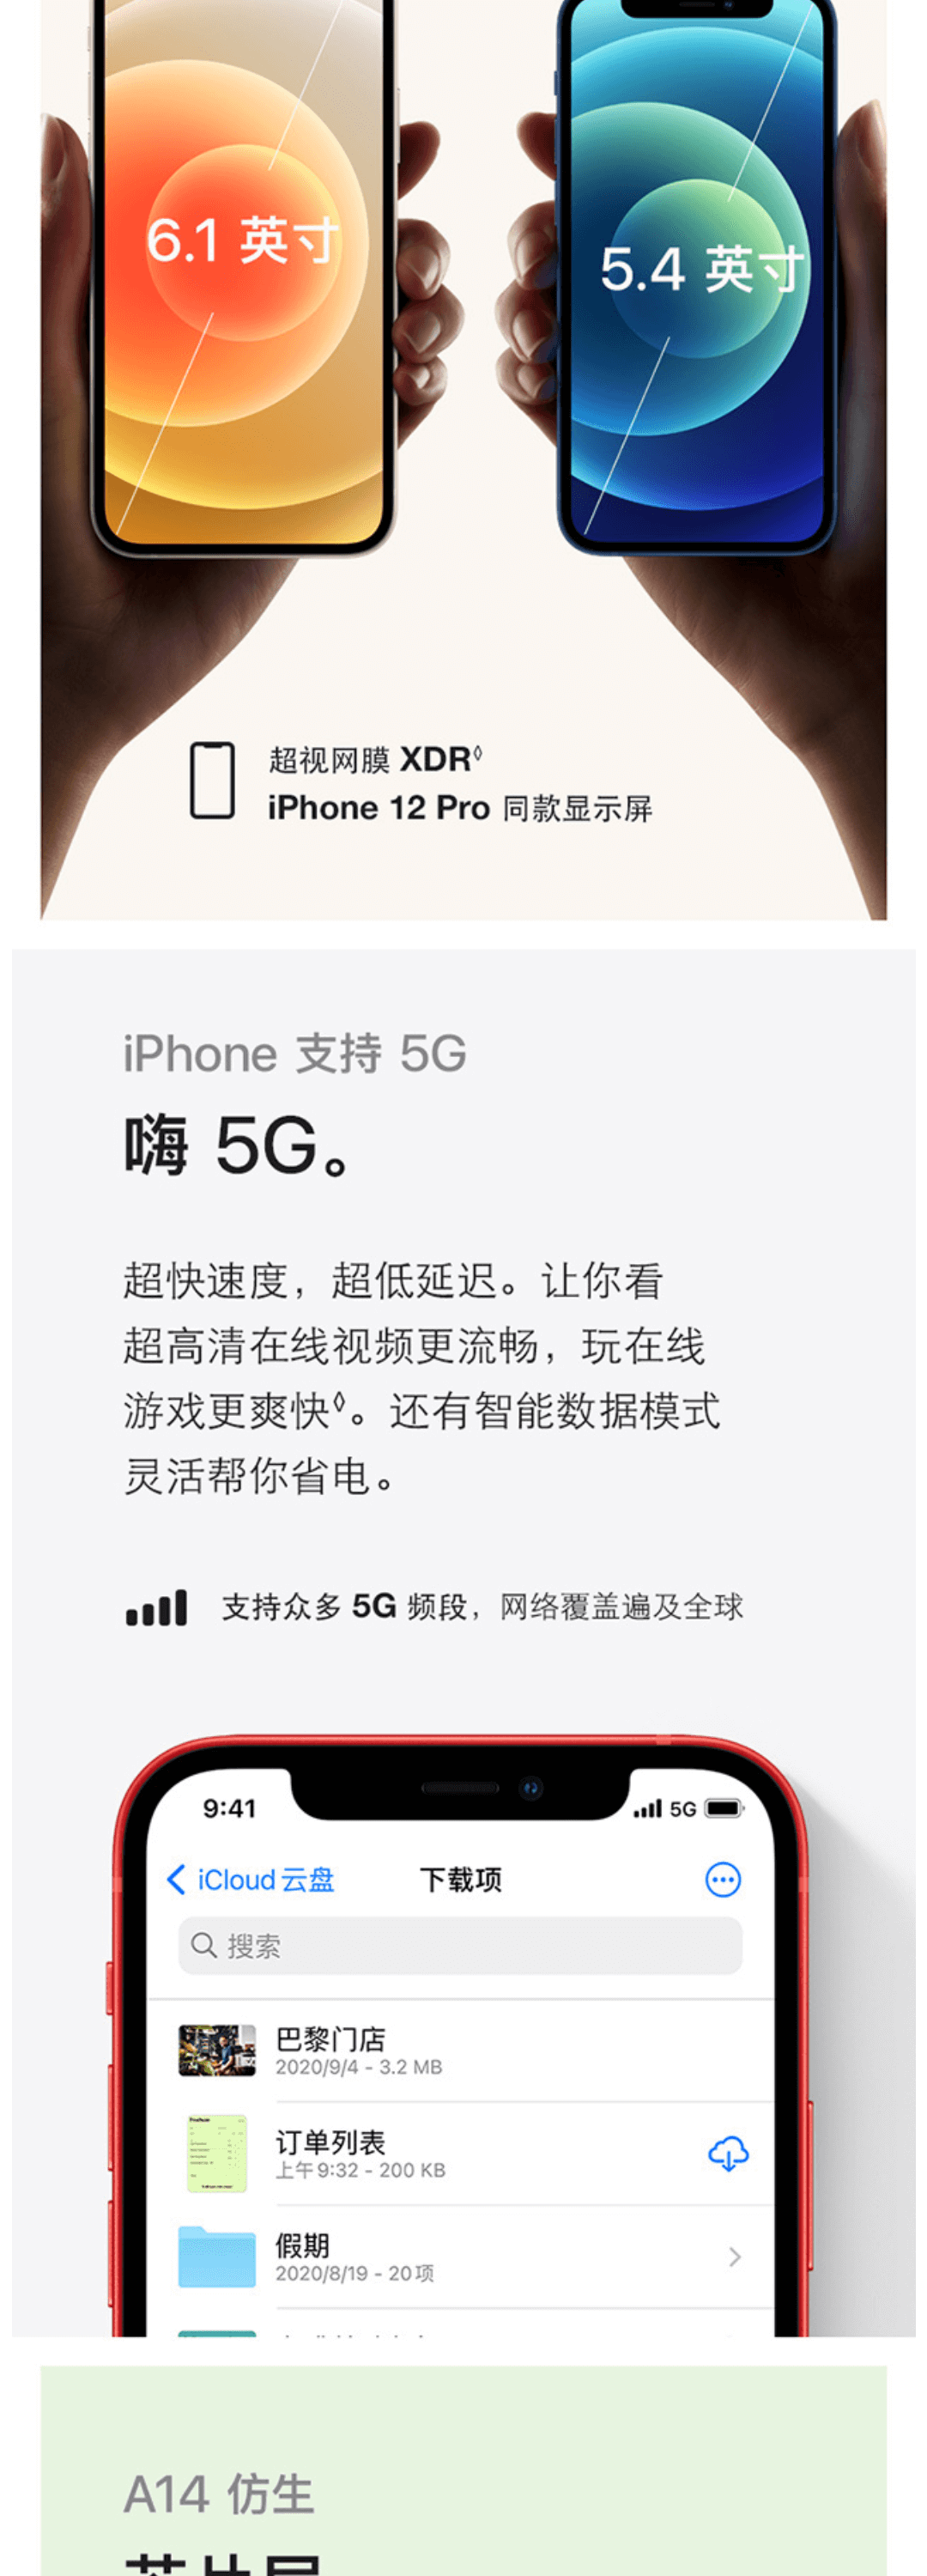 6.1 英寸
5.4 英寸
超视网膜 XDR◊
iPhone 12 Pro 同款显示屏
iPhone 支持 5G
嗨 5G。
超快速度，超低延迟。让你看
超高清在线视频更流畅，玩在线
游戏更爽快◊。还有智能数据模式
灵活帮你省电。
支持众多 5G 频段，网络覆盖遍及全球
9:41
5G
iCloud 云盘
下载项
搜索
巴黎门店
2020/9/4 - 3.2 MB
订单列表
上午9:32 - 200 KB
假期
2020/8/19 - 20项
A14 仿生